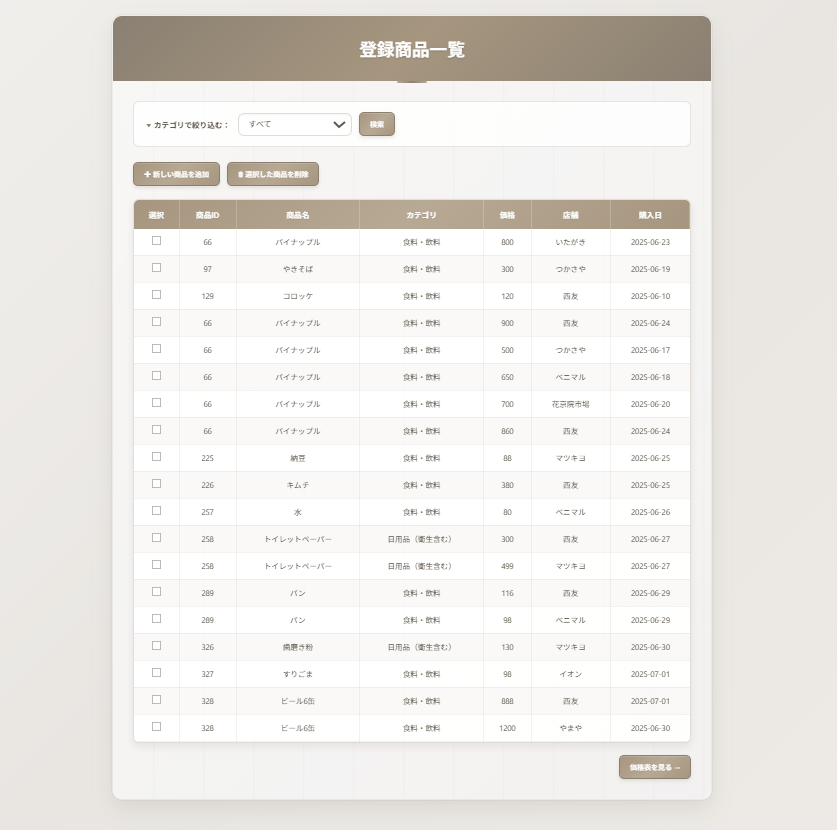 登録商品一覧
カテゴリで絞り込む：
すべて
検索
新しい商品を追加
選択した商品を削除
選択 商品ID 商品名 カテゴリ 価格 店舗 購入日
66 パイナップル 食料・飲料 800 いたがき 2025-06-23
97 やきそば 食料・飲料 300 つかさや 2025-06-19
129 コロッケ 食料・飲料 120 西友 2025-06-10
66 パイナップル 食料・飲料 900 西友 2025-06-24
66 パイナップル 食料・飲料 500 つかさや 2025-06-17
66 パイナップル 食料・飲料 650 ベニマル 2025-06-18
66 パイナップル 食料・飲料 700 花京院市場 2025-06-20
66 パイナップル 食料・飲料 860 西友 2025-06-24
225 納豆 食料・飲料 88 マツキヨ 2025-06-25
226 キムチ 食料・飲料 380 西友 2025-06-25
257 水 食料・飲料 80 ベニマル 2025-06-26
258 トイレットペーパー 日用品（衛生含む） 300 西友 2025-06-27
258 トイレットペーパー 日用品（衛生含む） 499 マツキヨ 2025-06-27
289 パン 食料・飲料 116 西友 2025-06-29
289 パン 食料・飲料 98 ベニマル 2025-06-29
326 歯磨き粉 日用品（衛生含む） 130 マツキヨ 2025-06-30
327 すりごま 食料・飲料 98 イオン 2025-07-01
328 ビール6缶 食料・飲料 888 西友 2025-07-01
328 ビール6缶 食料・飲料 1200 やまや 2025-06-30
価格表を見る →